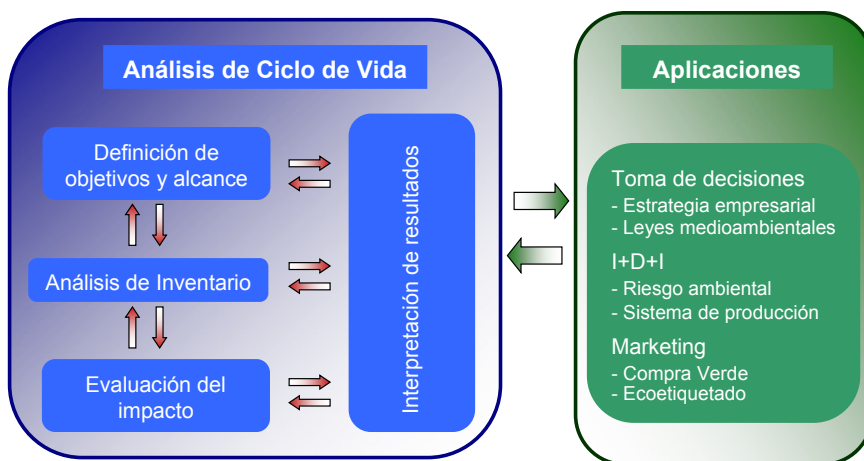 Análisis de Ciclo de Vida
Definición de
objetivos y alcance
Análisis de Inventario
Evaluación del
impacto
Interpretación de resultados
Aplicaciones
Toma de decisiones
- Estrategia empresarial
- Leyes medioambientales
I+D+I
- Riesgo ambiental
- Sistema de producción
Marketing
- Compra Verde
- Ecoetiquetado